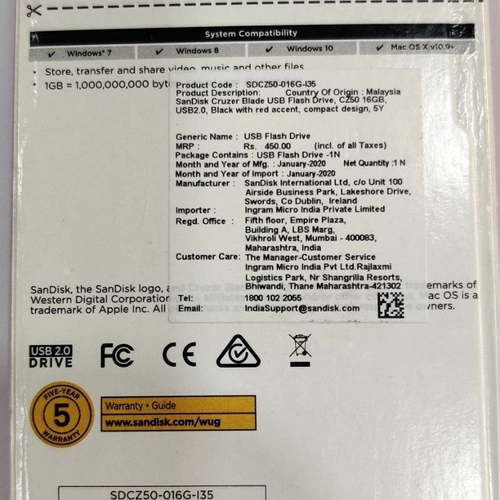 System Compatibility
✔ Windows® 7 ✔ Windows 8 ✔ Windows 10 ✔ Mac OS X v10.9+
• Store, transfer and share video, music and other files
• 1GB = 1,000,000,000
Product Code : SDCZ50-016G-I35
Product Description: Country Of Origin : Malaysia
SanDisk Cruzer Blade USB Flash Drive, CZ50 16GB,
USB2.0, Black with red accent, compact design, 5Y
Generic Name : USB Flash Drive
MRP : Rs. 450.00 (incl. of all Taxes)
Package Contains : USB Flash Drive -1N
Month and Year of Mfg. : January-2020 Net Quantity :1 N
Month and Year of Import : January-2020
Manufacturer : SanDisk International Ltd, c/o Unit 100
Airside Business Park, Lakeshore Drive,
Swords, Co Dublin, Ireland
Importer : Ingram Micro India Private Limited
Regd. Office : Fifth floor, Empire Plaza,
Building A, LBS Marg,
Vikhroli West, Mumbai - 400083,
Maharashtra, India
Customer Care: The Manager-Customer Service
Ingram Micro India Pvt Ltd.Rajlaxmi
Logistics Park, Nr Shangrilla Resorts,
Bhiwandi, Thane Maharashtra-421302
Tel: 1800 102 2055
Email: IndiaSupport@sandisk.com
SanDisk, the SanDisk logo, and Cruzer
Western Digital Corporation
trademark of Apple Inc. All
Mac OS is a
USB 2.0
DRIVE
FC CE
FIVE-YEAR
5
WARRANTY
Warranty • Guide
www.sandisk.com/wug
SDCZ50-016G-I35